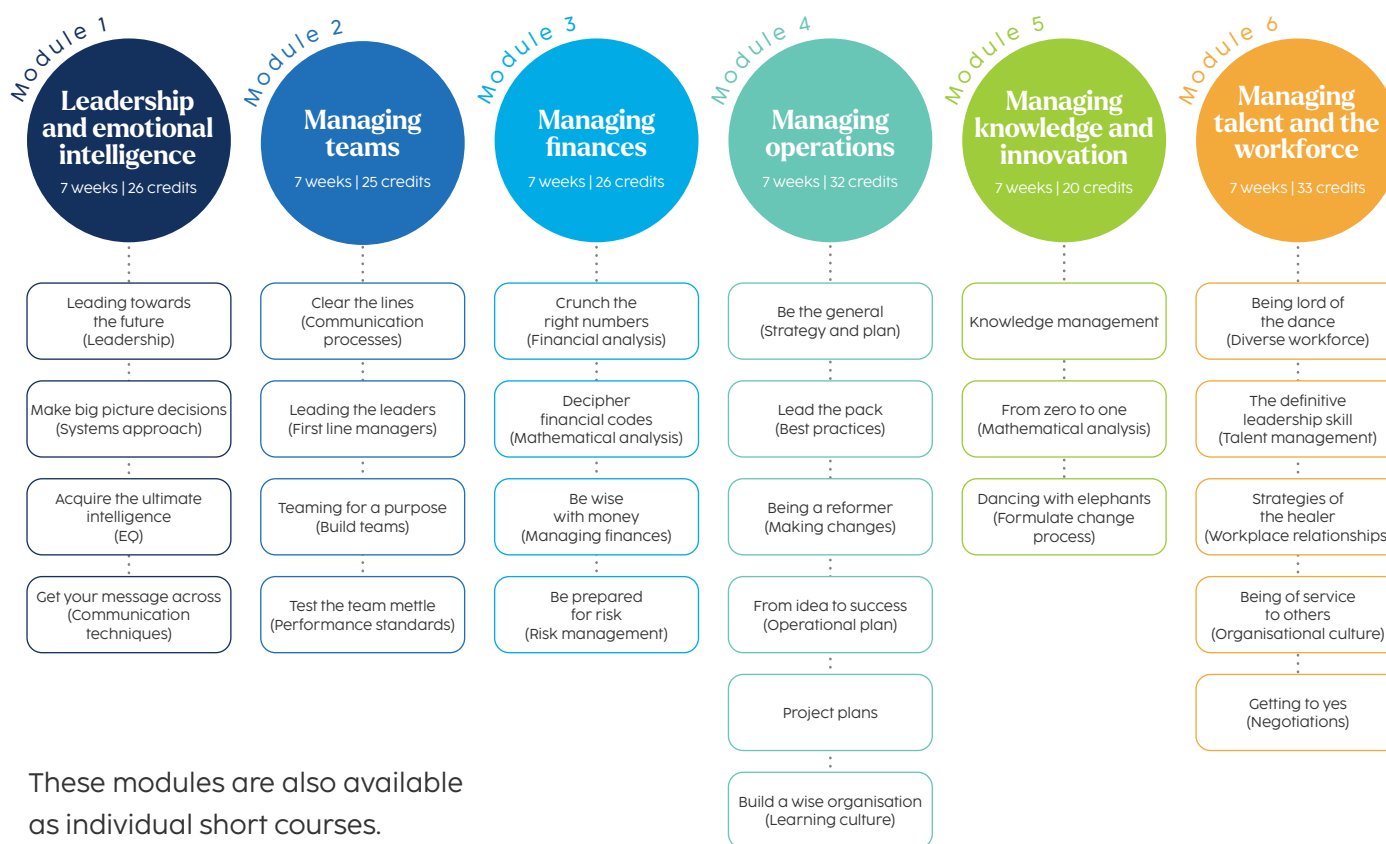 Module 1
Leadership
and emotional
intelligence
7 weeks | 26 credits
Leading towards
the future
(Leadership)
Make big picture decisions
(Systems approach)
Acquire the ultimate
intelligence
(EQ)
Get your message across
(Communication
techniques)
Module 2
Managing
teams
7 weeks | 25 credits
Clear the lines
(Communication
processes)
Leading the leaders
(First line managers)
Teaming for a purpose
(Build teams)
Test the team mettle
(Performance standards)
Module 3
Managing
finances
7 weeks | 26 credits
Crunch the
right numbers
(Financial analysis)
Decipher
financial codes
(Mathematical analysis)
Be wise
with money
(Managing finances)
Be prepared
for risk
(Risk management)
Module 4
Managing
operations
7 weeks | 32 credits
Be the general
(Strategy and plan)
Lead the pack
(Best practices)
Being a reformer
(Making changes)
From idea to success
(Operational plan)
Project plans
Build a wise organisation
(Learning culture)
Module 5
Managing
knowledge and
innovation
7 weeks | 20 credits
Knowledge management
From zero to one
(Mathematical analysis)
Dancing with elephants
(Formulate change
process)
Module 6
Managing
talent and the
workforce
7 weeks | 33 credits
Being lord of
the dance
(Diverse workforce)
The definitive
leadership skill
(Talent management)
Strategies of
the healer
(Workplace relationships
Being of service
to others
(Organisational culture)
Getting to yes
(Negotiations)
These modules are also available
as individual short courses.